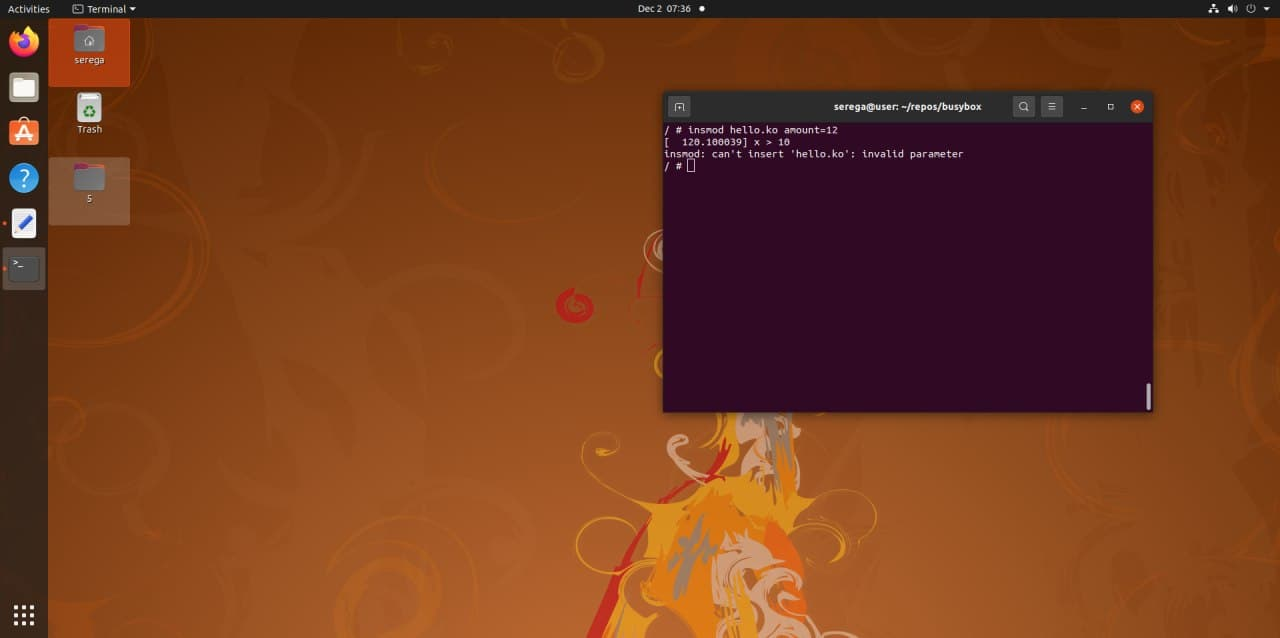 Activities
Terminal
Dec 2 07:36
serega
Trash
5
serega@user: ~/repos/busybox
/ # insmod hello.ko amount=12
[  120.100039] x > 10
insmod: can't insert 'hello.ko': invalid parameter
/ #